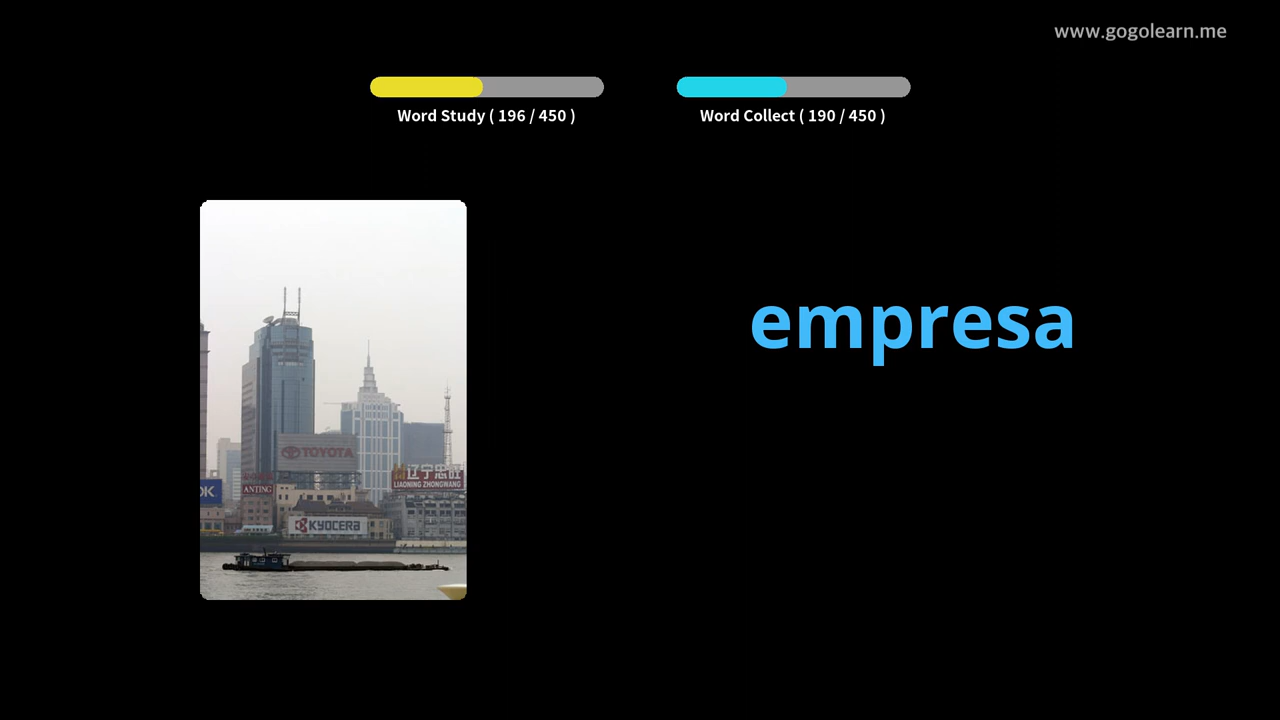 www.gogolearn.me
Word Study ( 196 / 450 )
Word Collect ( 190 / 450 )
empresa
TOYOTA
辽宁忠旺
LIAONING ZHONGWANG
OK
ANTING
KYOCERA